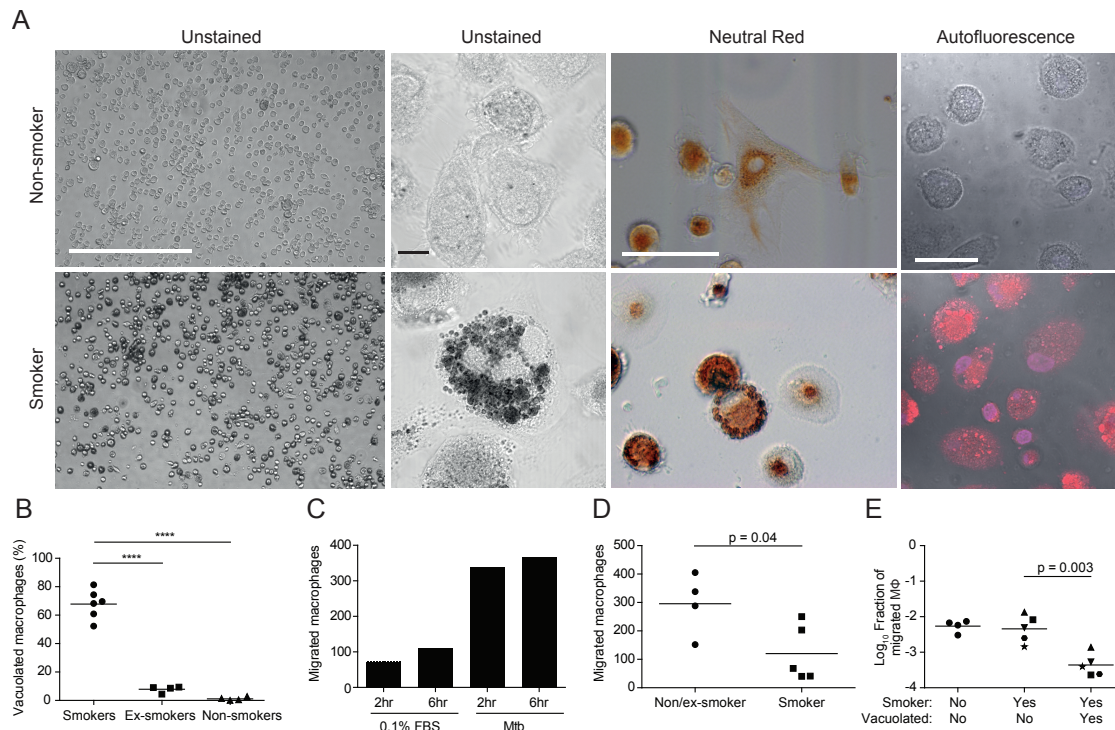 A
Unstained
Unstained
Neutral Red
Autofluorescence
Non-smoker
Smoker
B
Vacuolated macrophages (%)
100
80
60
40
20
0
****
****
Smokers Ex-smokers Non-smokers
C
Migrated macrophages
400
300
200
100
0
2hr 6hr 2hr 6hr
0.1% FBS Mtb
D
Migrated macrophages
500
400
300
200
100
0
p = 0.04
Non/ex-smoker Smoker
E
Log10 Fraction of
migrated MΦ
0
-1
-2
-3
-4
p = 0.003
Smoker: No Yes Yes
Vacuolated: No No Yes